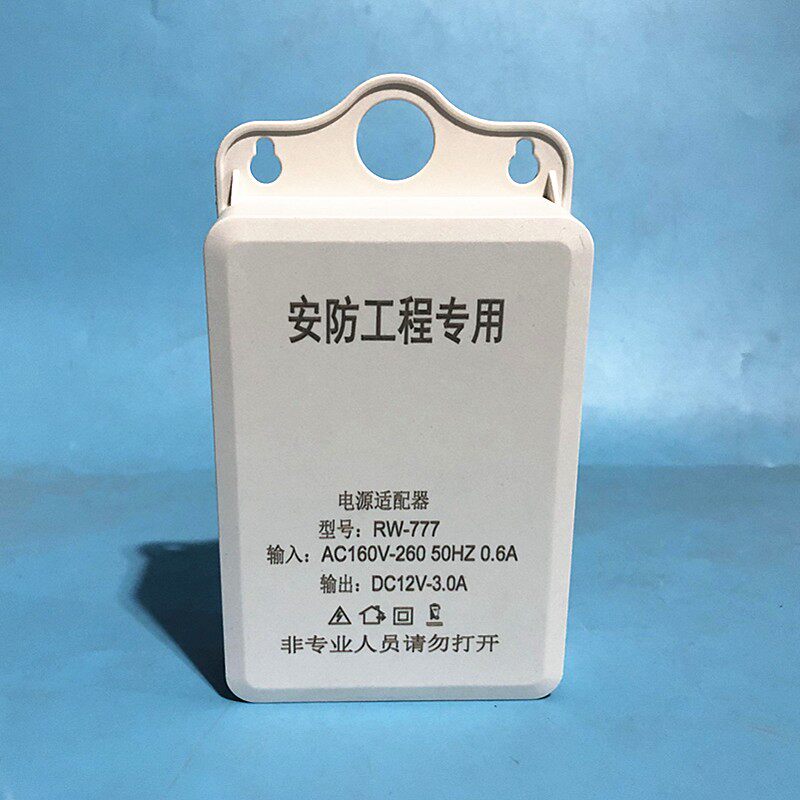 安防工程专用
电源适配器
型号：RW-777
输入：AC160V-260 50HZ 0.6A
输出：DC12V-3.0A
非专业人员请勿打开